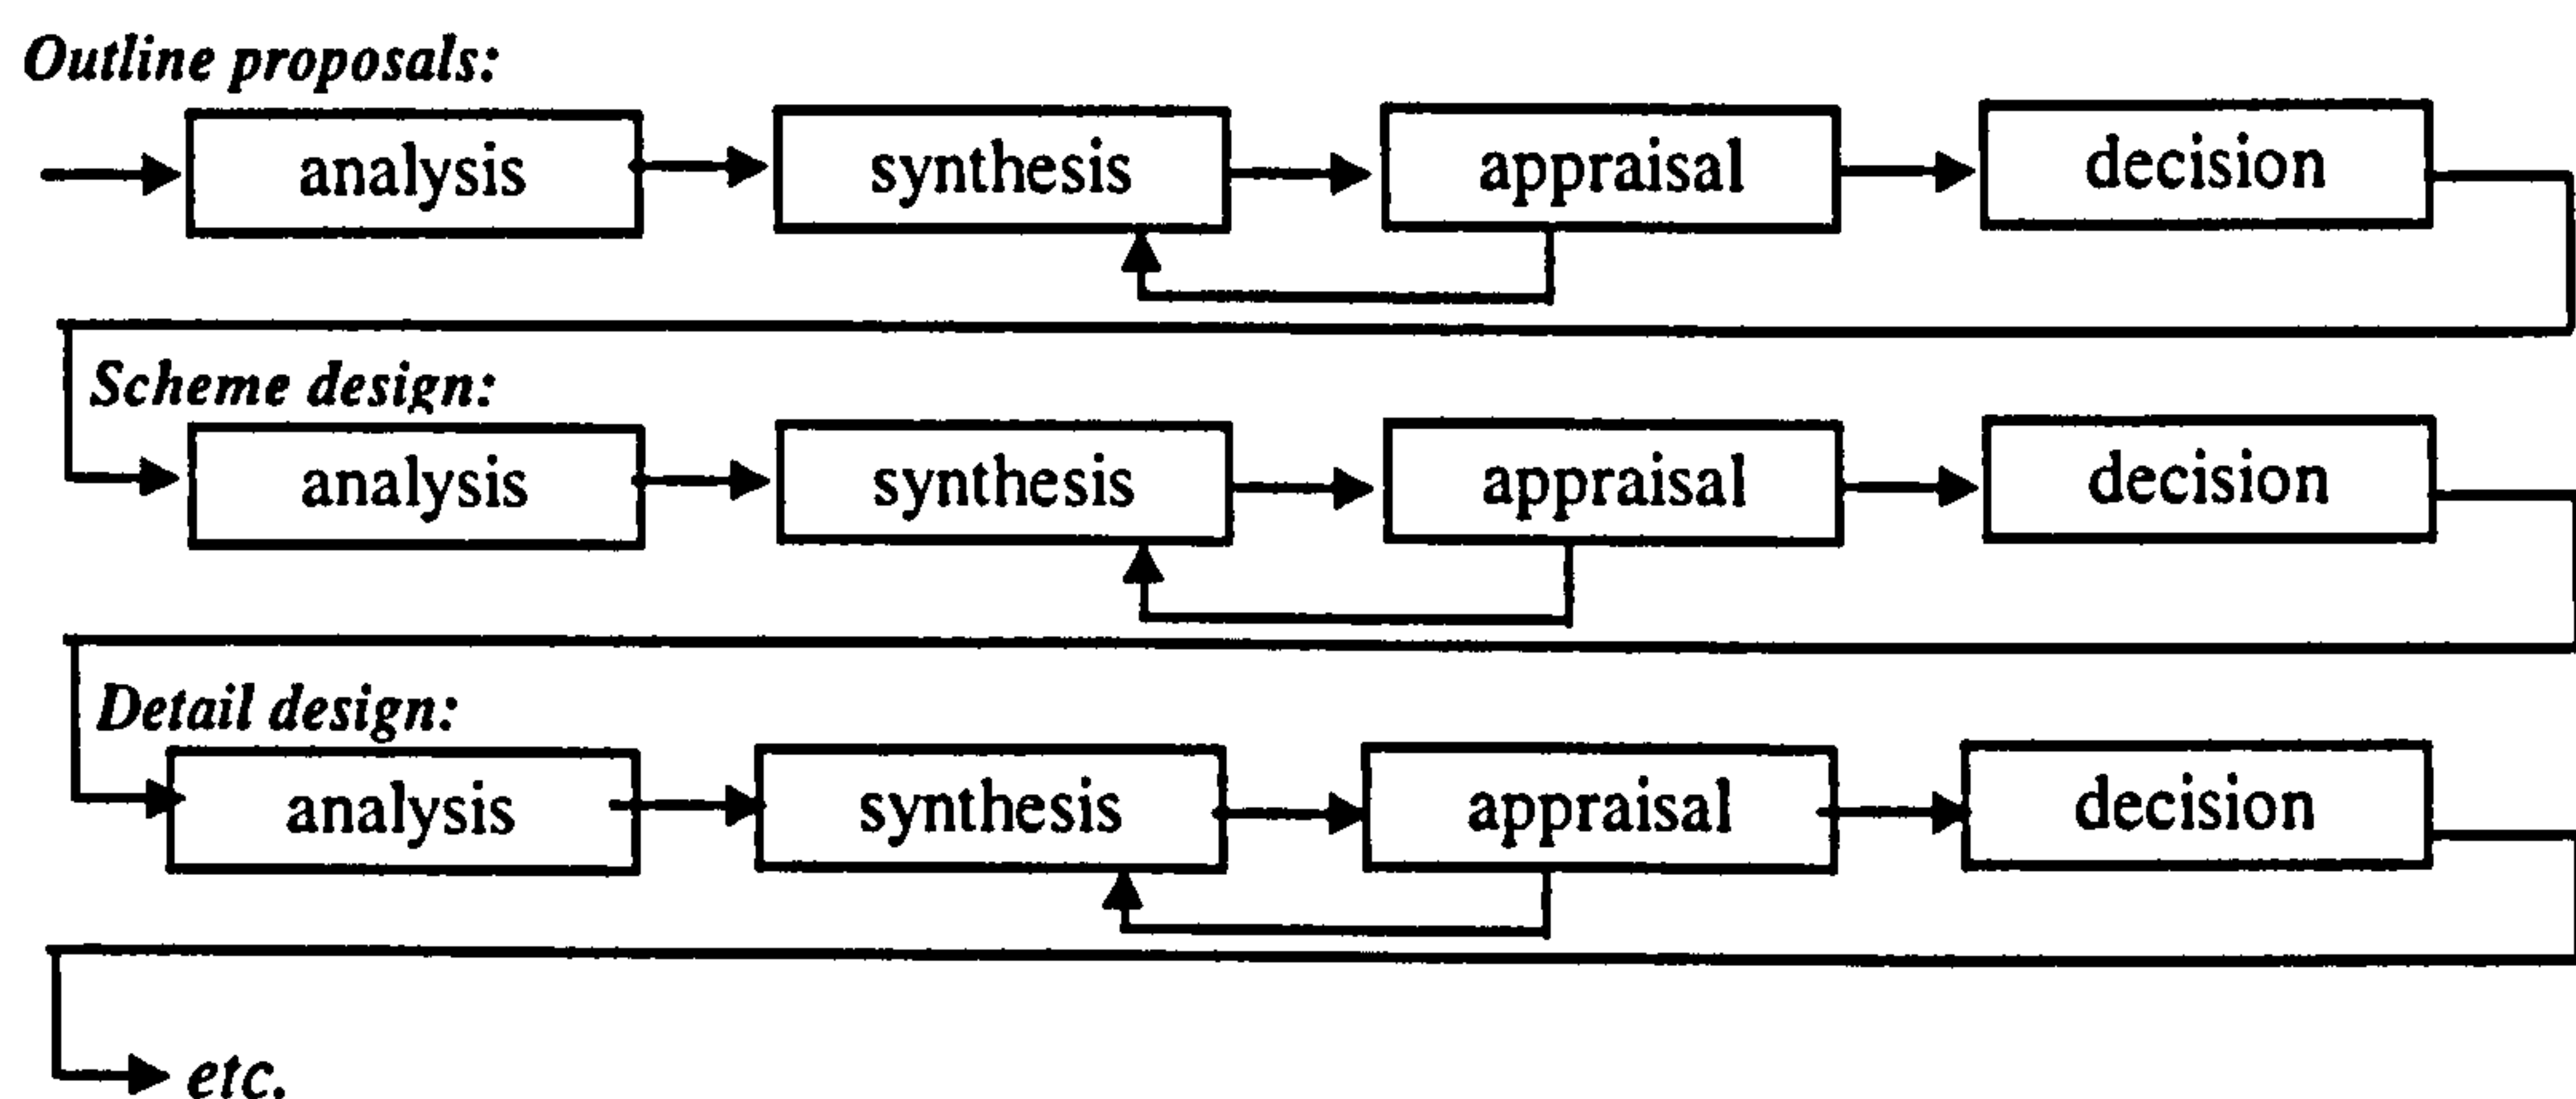 Outline proposals:
analysis synthesis appraisal decision
Scheme design:
analysis synthesis appraisal decision
Detail design:
analysis synthesis appraisal decision
etc.